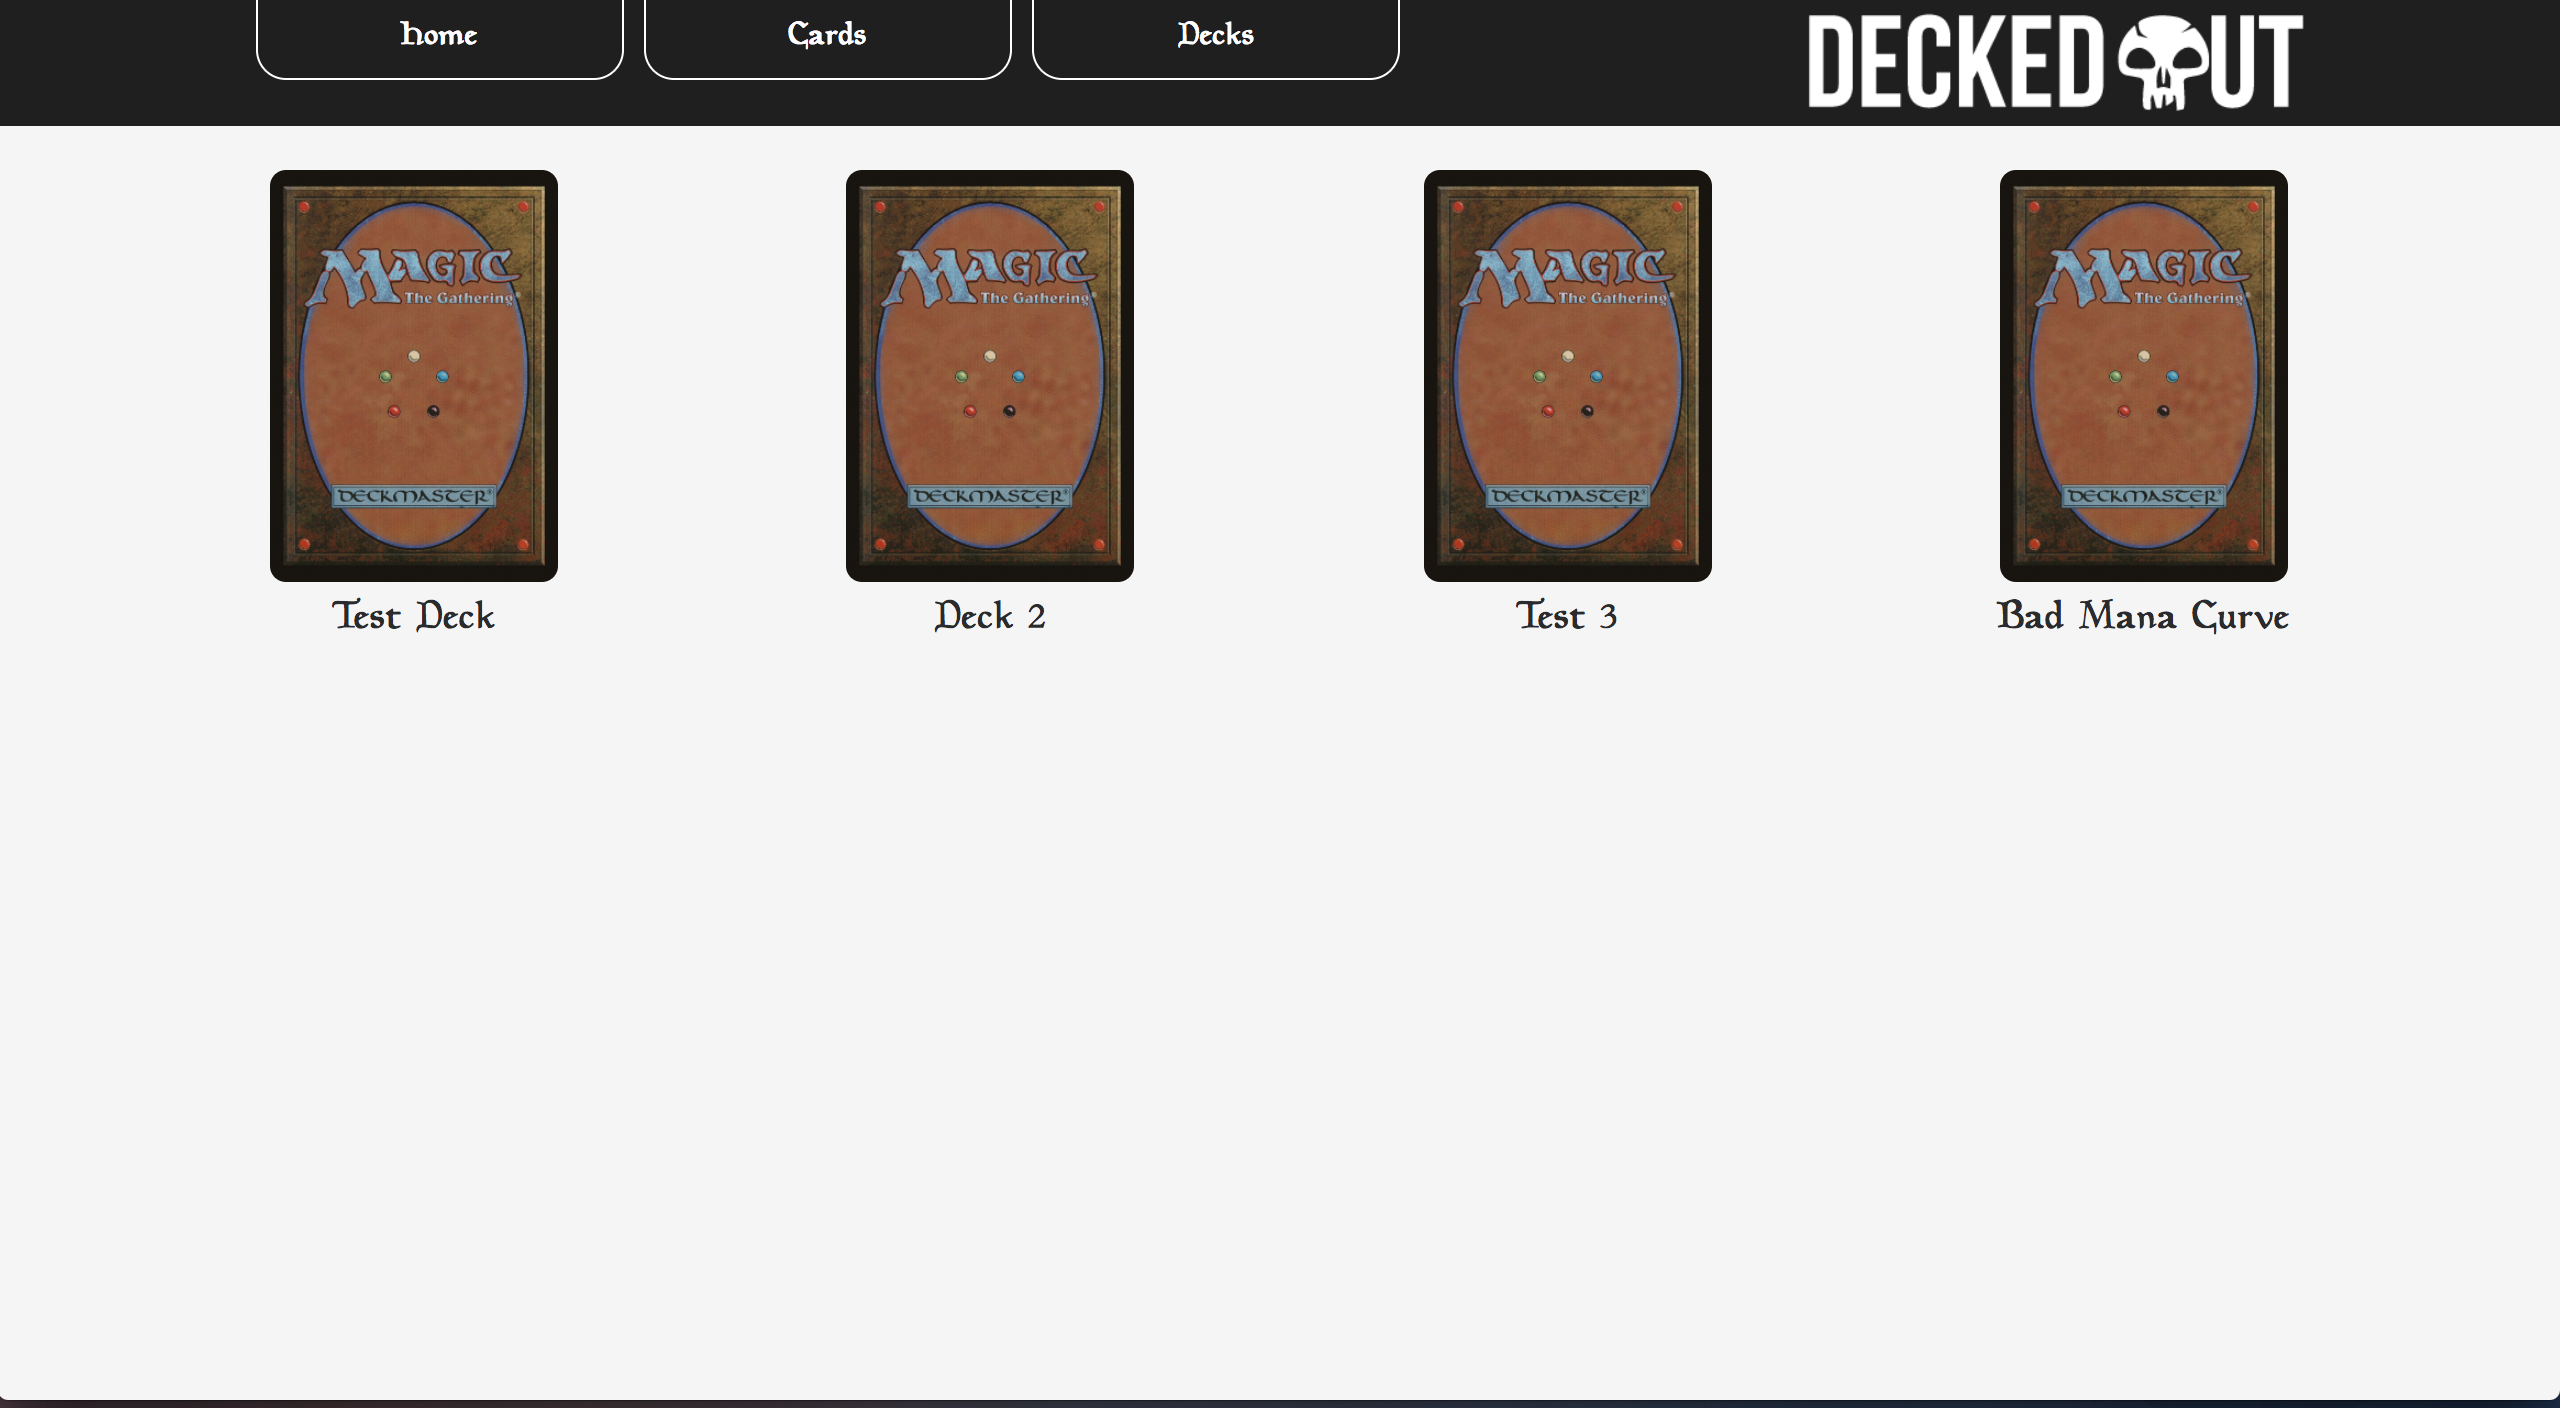 home
Cards
Decks
DECKED OUT
MAGIC
The Gathering®
DECKMASTER®
Test Deck
MAGIC
The Gathering®
DECKMASTER®
Deck 2
MAGIC
The Gathering®
DECKMASTER®
Test 3
MAGIC
The Gathering®
DECKMASTER®
Bad Mana Curve